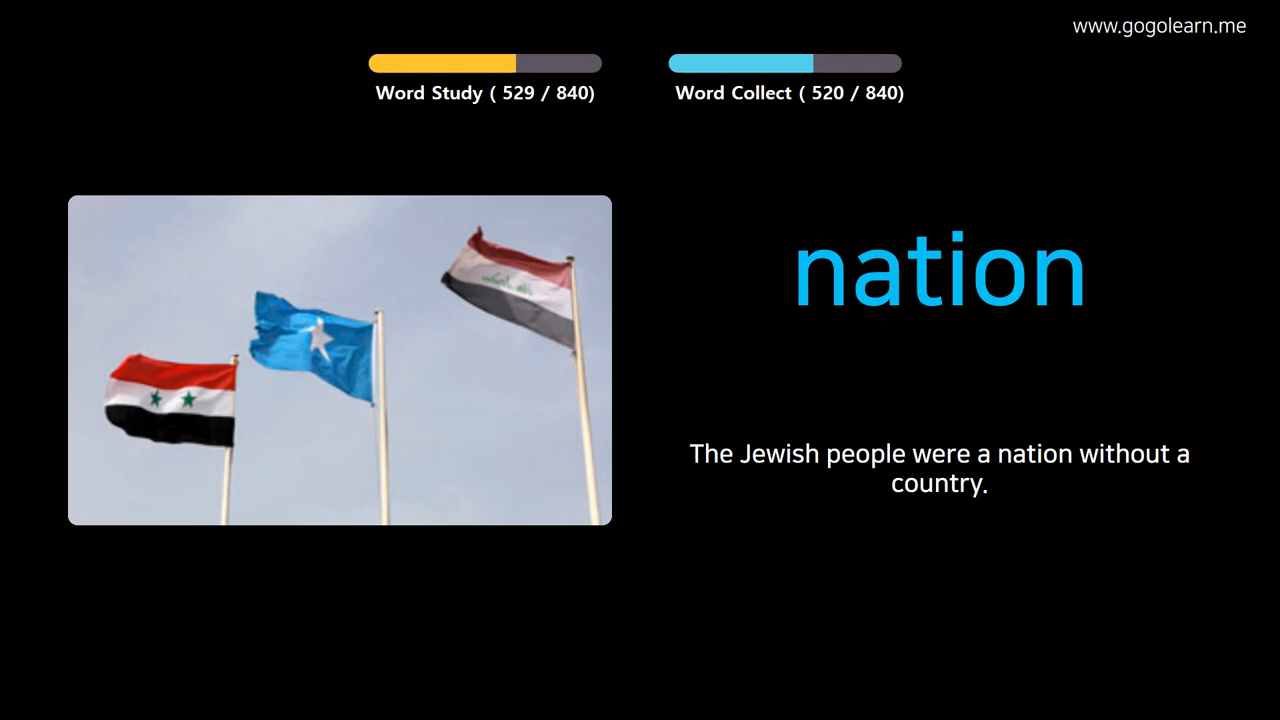 www.gogolearn.me
Word Study ( 529 / 840)
Word Collect ( 520 / 840)
nation
The Jewish people were a nation without a
country.